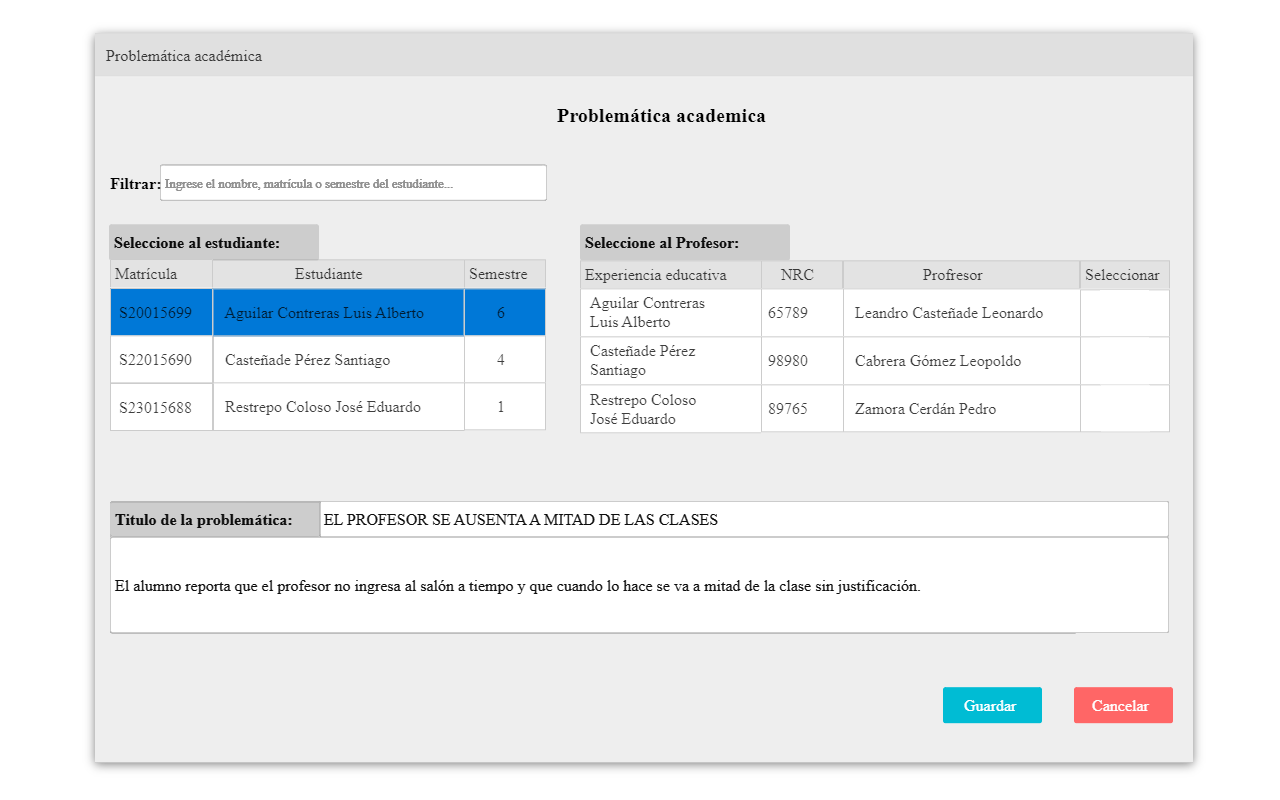 Problemática académica
Problemática academica
Filtrar: Ingrese el nombre, matrícula o semestre del estudiante...
Seleccione al estudiante:
Matrícula Estudiante Semestre
S20015699 Aguilar Contreras Luis Alberto 6
S22015690 Casteñade Pérez Santiago 4
S23015688 Restrepo Coloso José Eduardo 1
Seleccione al Profesor:
Experiencia educativa NRC Profresor Seleccionar
Aguilar Contreras
Luis Alberto 65789 Leandro Casteñade Leonardo
Casteñade Pérez
Santiago 98980 Cabrera Gómez Leopoldo
Restrepo Coloso
José Eduardo 89765 Zamora Cerdán Pedro
Titulo de la problemática: EL PROFESOR SE AUSENTA A MITAD DE LAS CLASES
El alumno reporta que el profesor no ingresa al salón a tiempo y que cuando lo hace se va a mitad de la clase sin justificación.
Guardar Cancelar